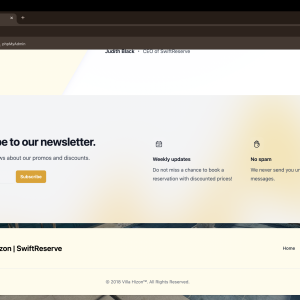 phpMyAdmin
Judith Black • CEO of SwiftReserve
be to our newsletter.
ws about our promos and discounts.
Subscribe
Weekly updates
Do not miss a chance to book a
reservation with discounted prices!
No spam
We never send you un
messages.
zon | SwiftReserve
Home
© 2018 Villa Hizon™. All Rights Reserved.